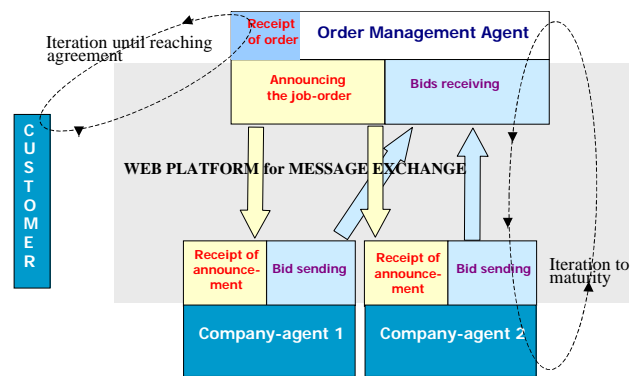 Iteration until reaching
agreement
Receipt
of order
Order Management Agent
Announcing
the job-order
Bids receiving
C
U
S
T
O
M
E
R
WEB PLATFORM for MESSAGE EXCHANGE
Receipt of
announce-
ment
Bid sending
Receipt of
announce-
ment
Bid sending
Iteration to
maturity
Company-agent 1
Company-agent 2